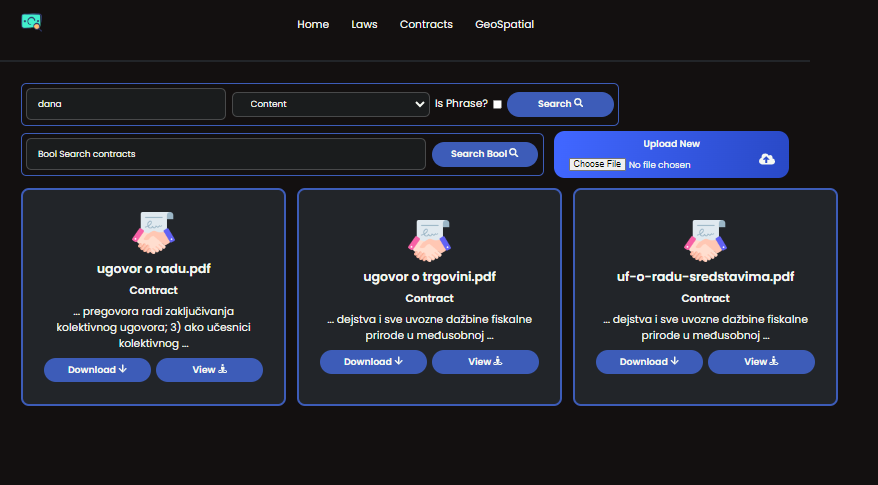 Home Laws Contracts GeoSpatial
dana Content Is Phrase? Search
Bool Search contracts Search Bool
Upload New
Choose File No file chosen
ugovor o radu.pdf
Contract
... pregovora radi zaključivanja
kolektivnog ugovora; 3) ako učesnici
kolektivnog ...
Download View
ugovor o trgovini.pdf
Contract
... dejstva i sve uvozne dažbine fiskalne
prirode u međusobnoj ...
Download View
uf-o-radu-sredstavima.pdf
Contract
... dejstva i sve uvozne dažbine fiskalne
prirode u međusobnoj ...
Download View